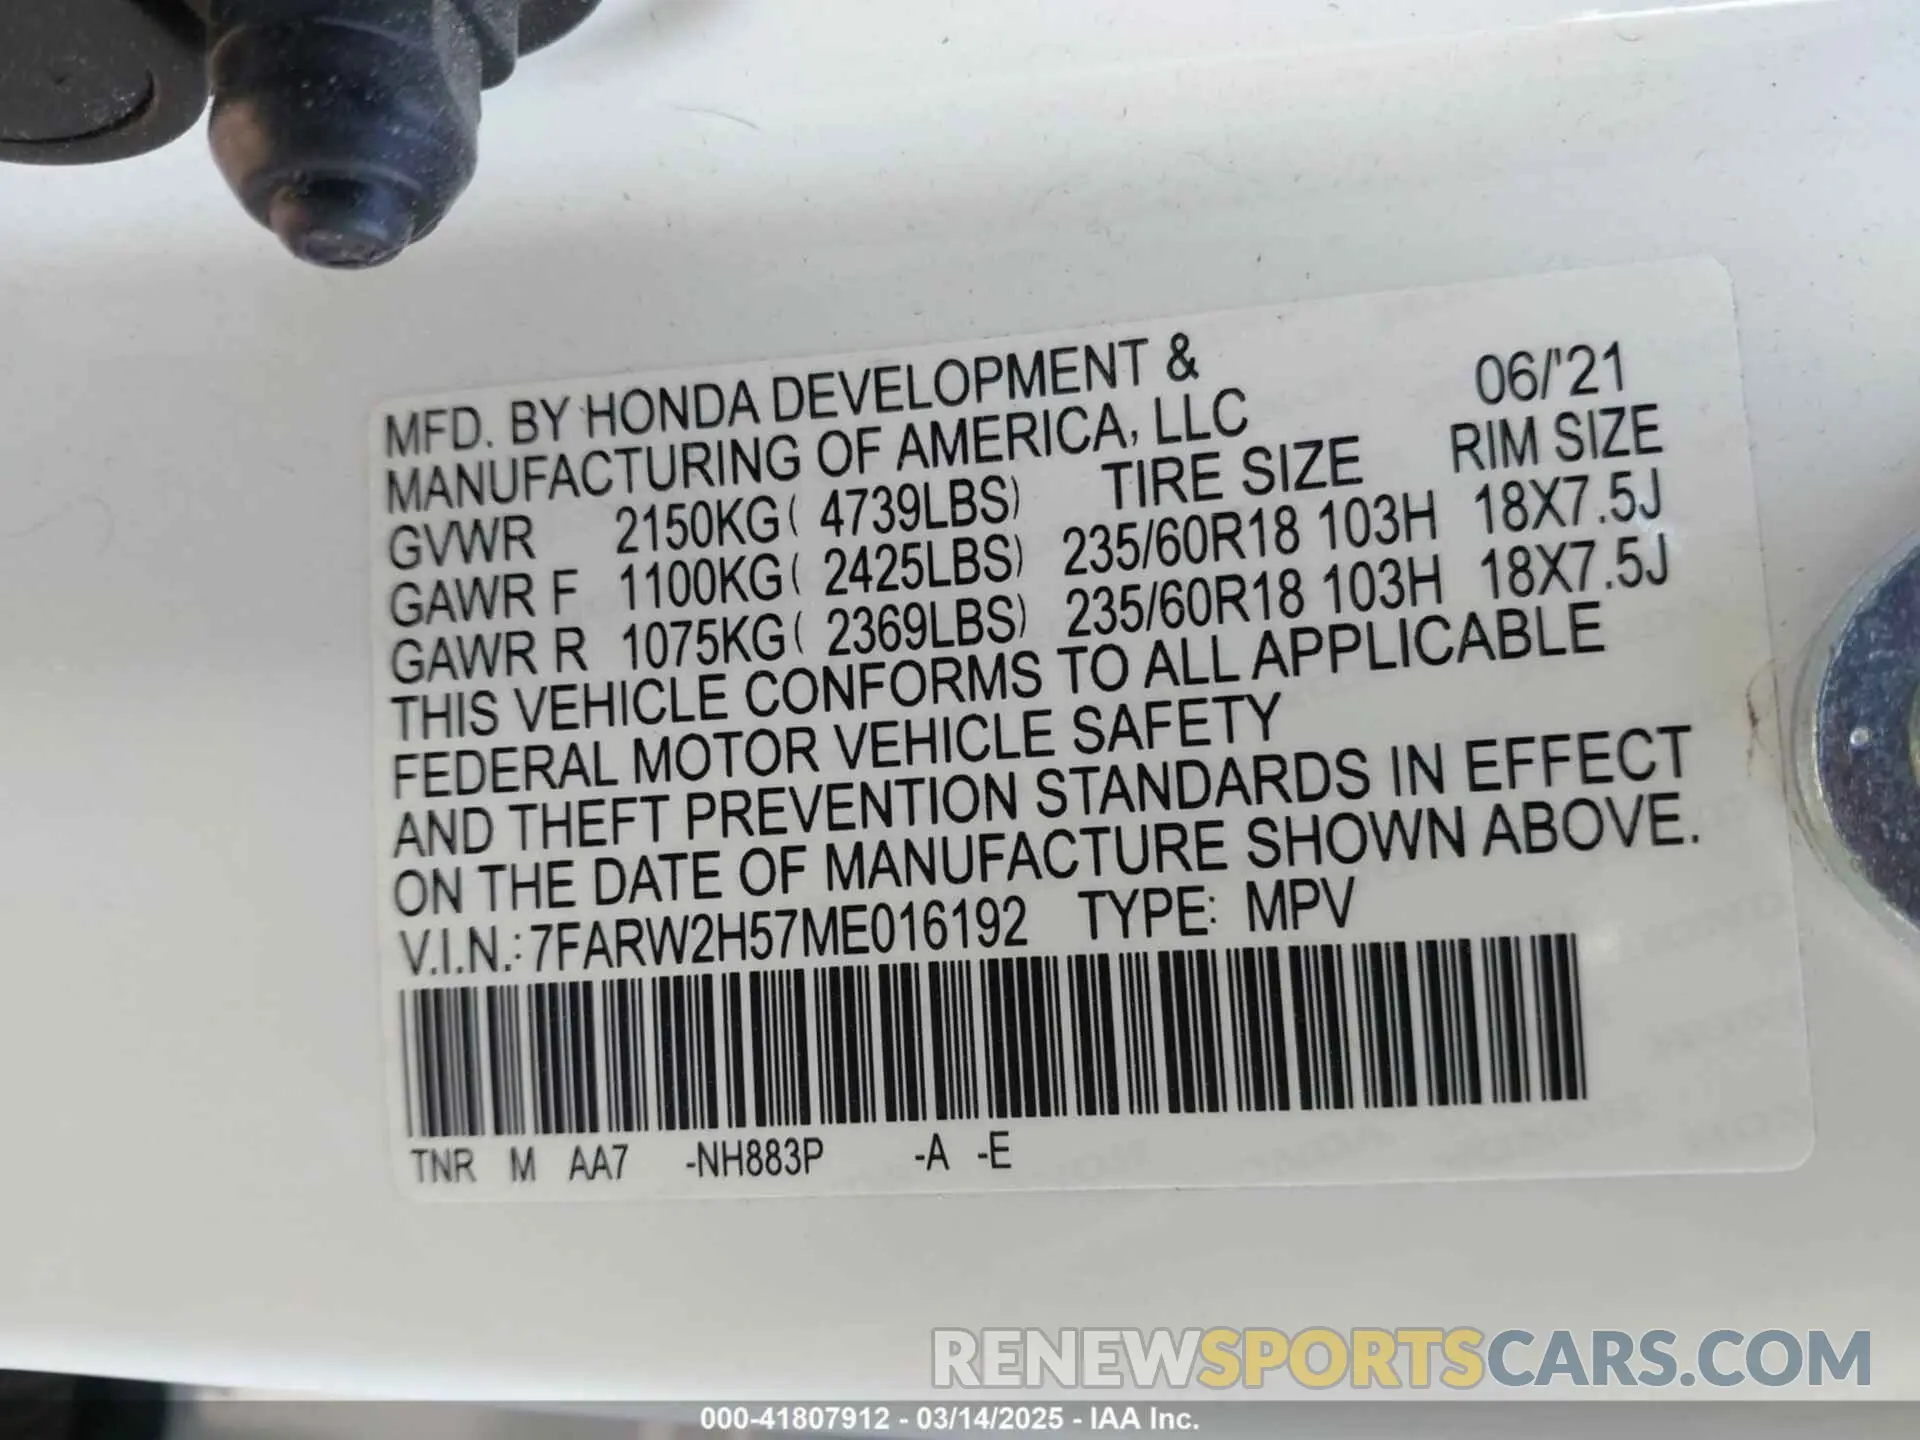 MFD. BY HONDA DEVELOPMENT & 06/'21
MANUFACTURING OF AMERICA, LLC
TIRE SIZE RIM SIZE
GVWR 2150KG( 4739LBS)
GAWR F 1100KG( 2425LBS) 235/60R18 103H 18X7.5J
GAWR R 1075KG( 2369LBS) 235/60R18 103H 18X7.5J
THIS VEHICLE CONFORMS TO ALL APPLICABLE
FEDERAL MOTOR VEHICLE SAFETY
AND THEFT PREVENTION STANDARDS IN EFFECT
ON THE DATE OF MANUFACTURE SHOWN ABOVE.
V.I.N.: 7FARW2H57ME016192 TYPE: MPV
TNR M AA7 -NH883P -A -E
RENEWSPORTSCARS.COM
000-41807912 - 03/14/2025 - IAA Inc.